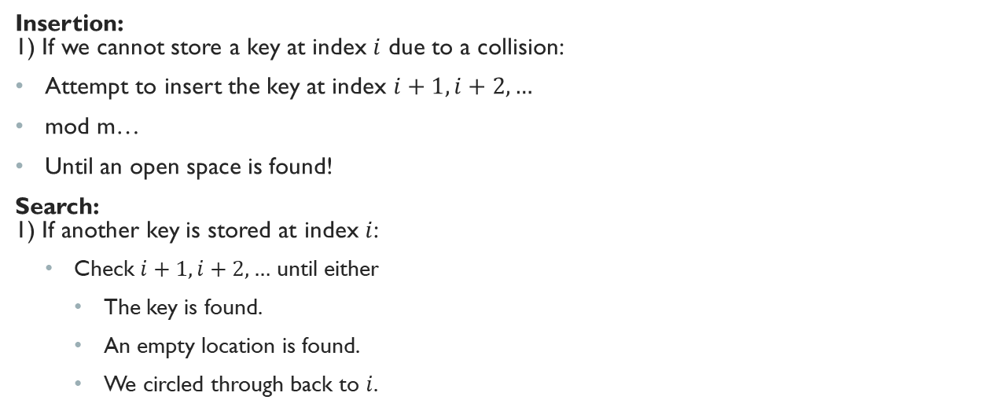 Insertion:
1) If we cannot store a key at index i due to a collision:
• Attempt to insert the key at index i + 1, i + 2, …
• mod m…
• Until an open space is found!
Search:
1) If another key is stored at index i:
• Check i + 1, i + 2, … until either
• The key is found.
• An empty location is found.
• We circled through back to i.